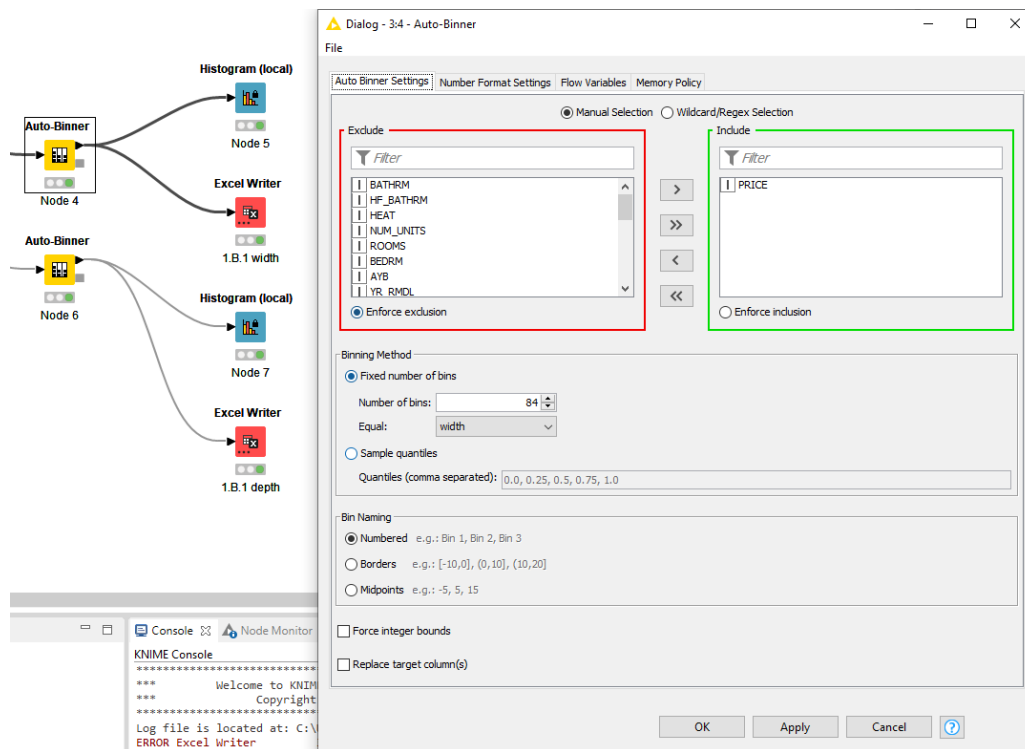 Histogram (local)
Node 5
Auto-Binner
Node 4
Excel Writer
1.B.1 width
Auto-Binner
Node 6
Histogram (local)
Node 7
Excel Writer
1.B.1 depth
Console
Node Monitor
KNIME Console
********************************
*** Welcome to KNIM
*** Copyright
********************************
Log file is located at: C:\
ERROR Excel Writer
Dialog - 3:4 - Auto-Binner
File
Auto Binner Settings Number Format Settings Flow Variables Memory Policy
Manual Selection Wildcard/Regex Selection
Exclude
Filter
I BATHRM
I HF_BATHRM
I HEAT
I NUM_UNITS
I ROOMS
I BEDRM
I AYB
I YR_RMDL
Enforce exclusion
>
>>
<
<<
Include
Filter
I PRICE
Enforce inclusion
Binning Method
Fixed number of bins
Number of bins: 84
Equal: width
Sample quantiles
Quantiles (comma separated): 0.0, 0.25, 0.5, 0.75, 1.0
Bin Naming
Numbered e.g.: Bin 1, Bin 2, Bin 3
Borders e.g.: [-10,0], (0,10], (10,20]
Midpoints e.g.: -5, 5, 15
Force integer bounds
Replace target column(s)
OK Apply Cancel ?